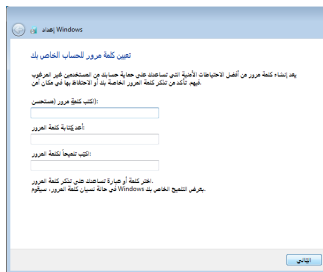 إعداد Windows
تعيين كلمة مرور للحساب الخاص بك
يعد إنشاء كلمة مرور من أفضل الاحتياطات الأمنية التي تساعدك على حماية حسابك من المستخدمين غير المرغوب
فيهم. تأكد من تذكر كلمة المرور الخاصة بك أو الاحتفاظ بها في مكان آمن.
اكتب كلمة مرور (مستحسن):
أعد كتابة كلمة المرور:
اكتب تلميحاً لكلمة المرور:
اختر كلمة أو عبارة تساعدك على تذكر كلمة المرور.
يعرض التلميح الخاص بك Windows في حالة نسيان كلمة المرور، سيقوم.
التالي